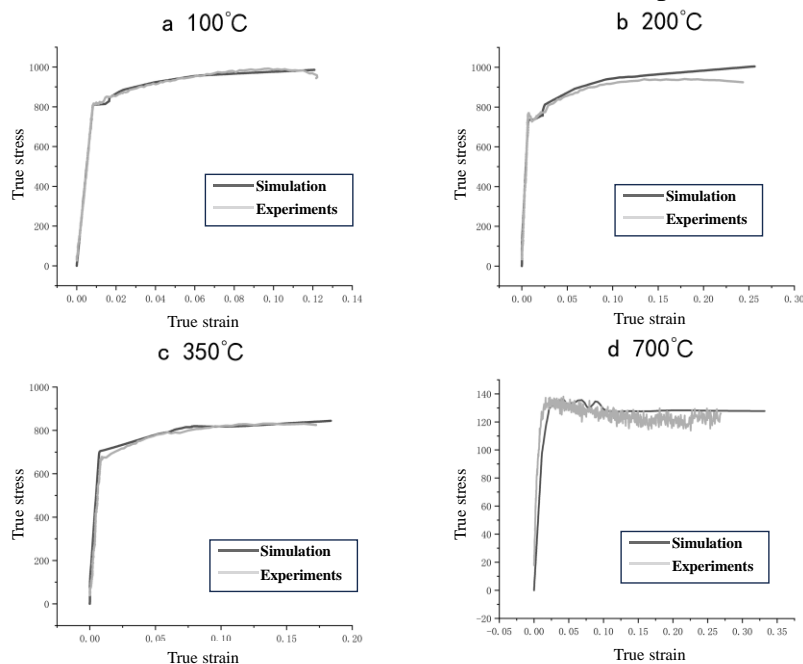 a 100°C
1000
800
600
400
200
0
True stress
0.00 0.02 0.04 0.06 0.08 0.10 0.12 0.14
True strain
Simulation
Experiments
b 200°C
1000
800
600
400
200
0
True stress
0.00 0.05 0.10 0.15 0.20 0.25 0.30
True strain
Simulation
Experiments
c 350°C
1000
800
600
400
200
0
True stress
0.00 0.05 0.10 0.15 0.20
True strain
Simulation
Experiments
d 700°C
140
120
100
80
60
40
20
0
-20
True stress
-0.05 0.00 0.05 0.10 0.15 0.20 0.25 0.30 0.35
True strain
Simulation
Experiments